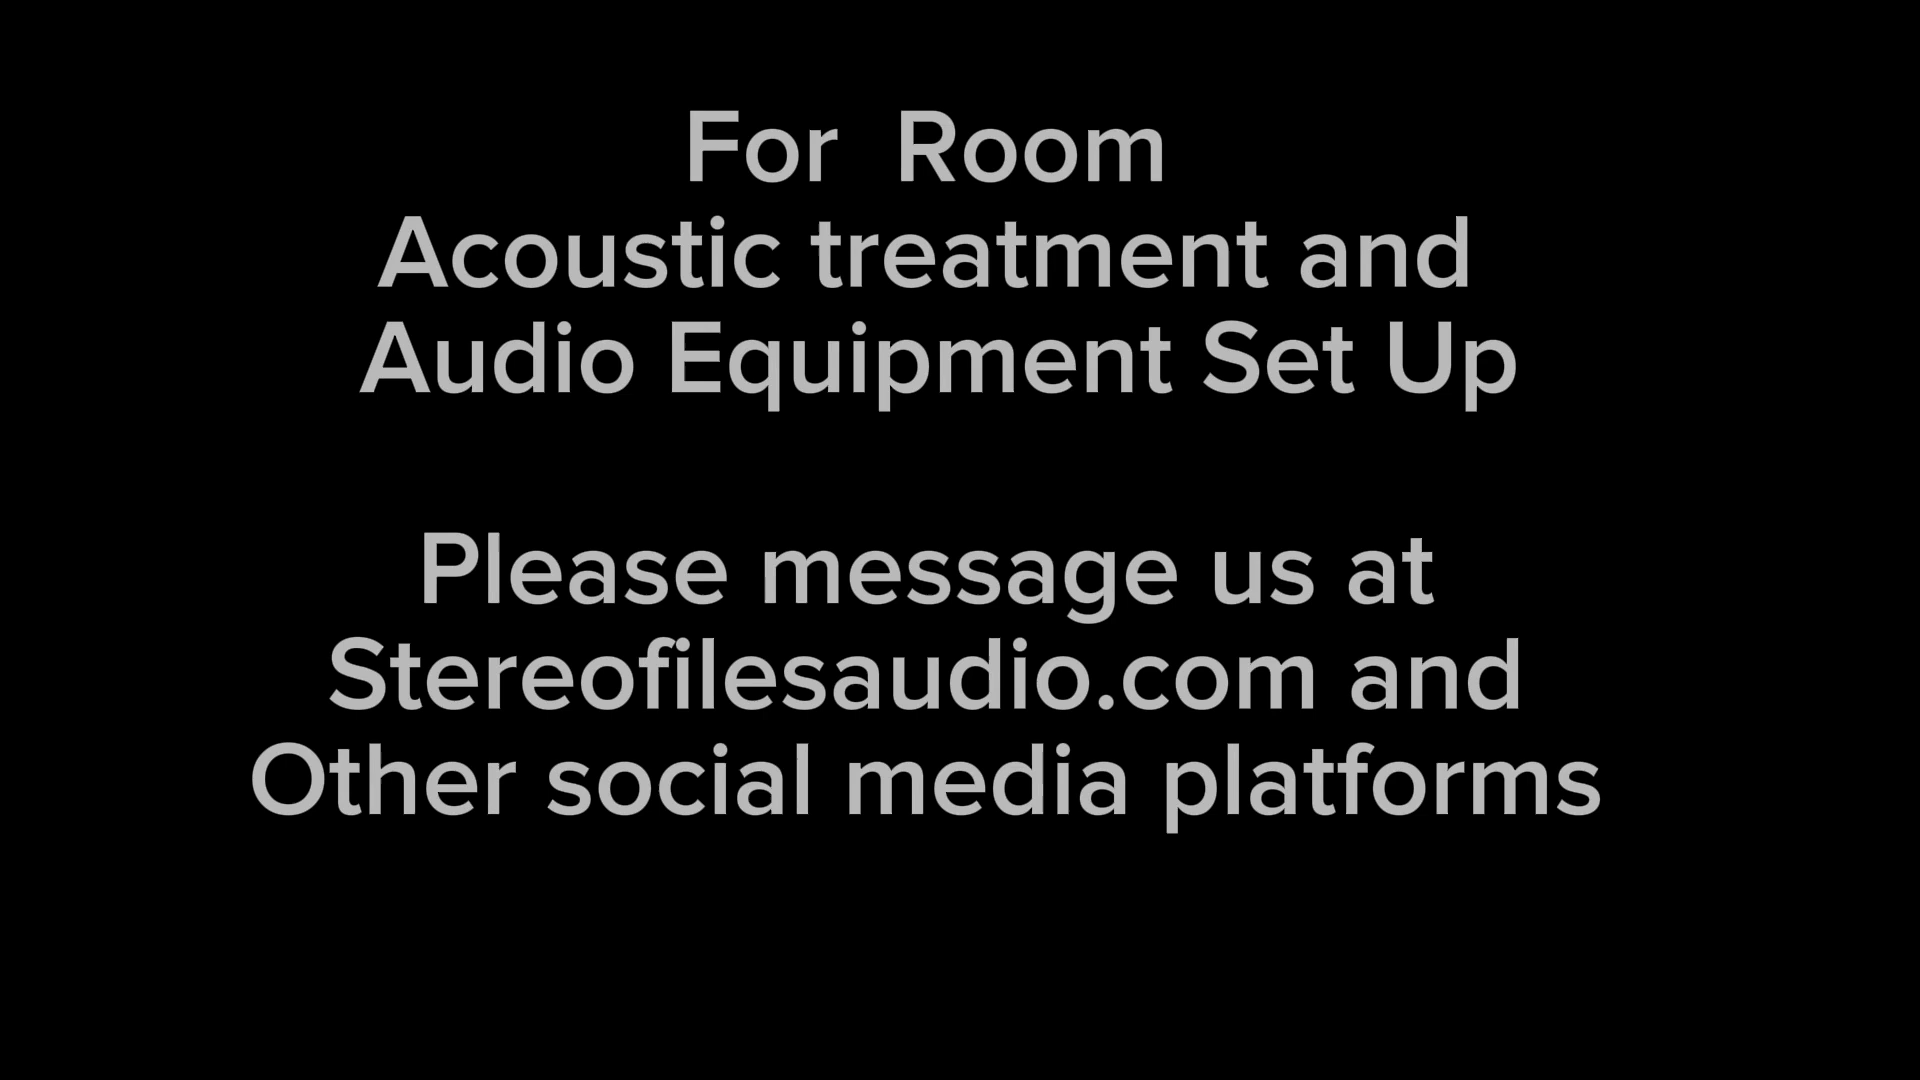 For  Room
Acoustic treatment and
Audio Equipment Set Up
Please message us at
Stereofilesaudio.com and
Other social media platforms